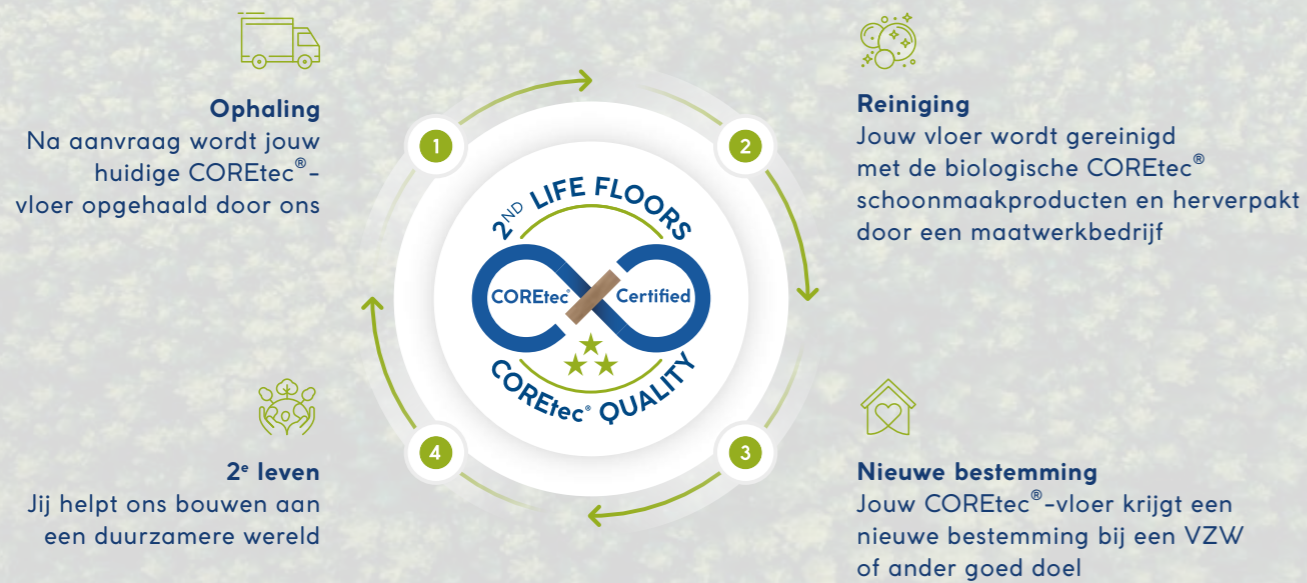 Ophaling
Na aanvraag wordt jouw
huidige COREtec®-
vloer opgehaald door ons
1
2
Reiniging
Jouw vloer wordt gereinigd
met de biologische COREtec®
schoonmaakproducten en herverpakt
door een maatwerkbedrijf
2ND LIFE FLOORS
COREtec® Certified
COREtec® QUALITY
3
Nieuwe bestemming
Jouw COREtec®-vloer krijgt een
nieuwe bestemming bij een VZW
of ander goed doel
4
2e leven
Jij helpt ons bouwen aan
een duurzamere wereld